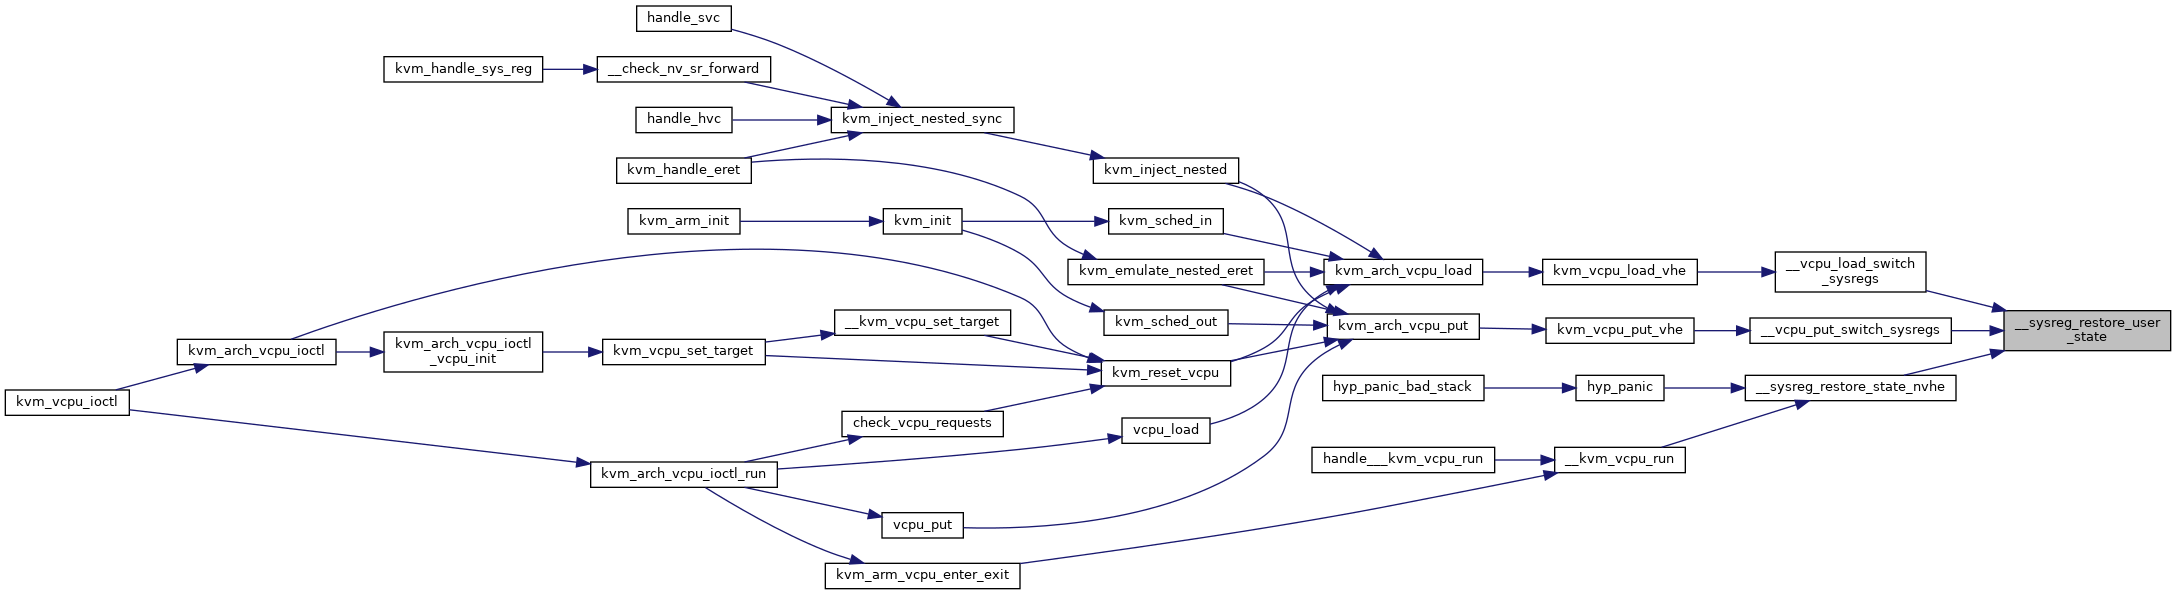 handle_svc
kvm_handle_sys_reg
__check_nv_sr_forward
handle_hvc
kvm_inject_nested_sync
kvm_handle_eret
kvm_inject_nested
kvm_arm_init
kvm_init
kvm_sched_in
kvm_emulate_nested_eret
kvm_arch_vcpu_load
kvm_vcpu_load_vhe
__vcpu_load_switch
_sysregs
__kvm_vcpu_set_target
kvm_sched_out
kvm_arch_vcpu_put
kvm_vcpu_put_vhe
__vcpu_put_switch_sysregs
__sysreg_restore_user
_state
kvm_arch_vcpu_ioctl
kvm_arch_vcpu_ioctl
_vcpu_init
kvm_vcpu_set_target
kvm_reset_vcpu
hyp_panic_bad_stack
hyp_panic
__sysreg_restore_state_nvhe
kvm_vcpu_ioctl
check_vcpu_requests
vcpu_load
kvm_arch_vcpu_ioctl_run
handle___kvm_vcpu_run
__kvm_vcpu_run
vcpu_put
kvm_arm_vcpu_enter_exit